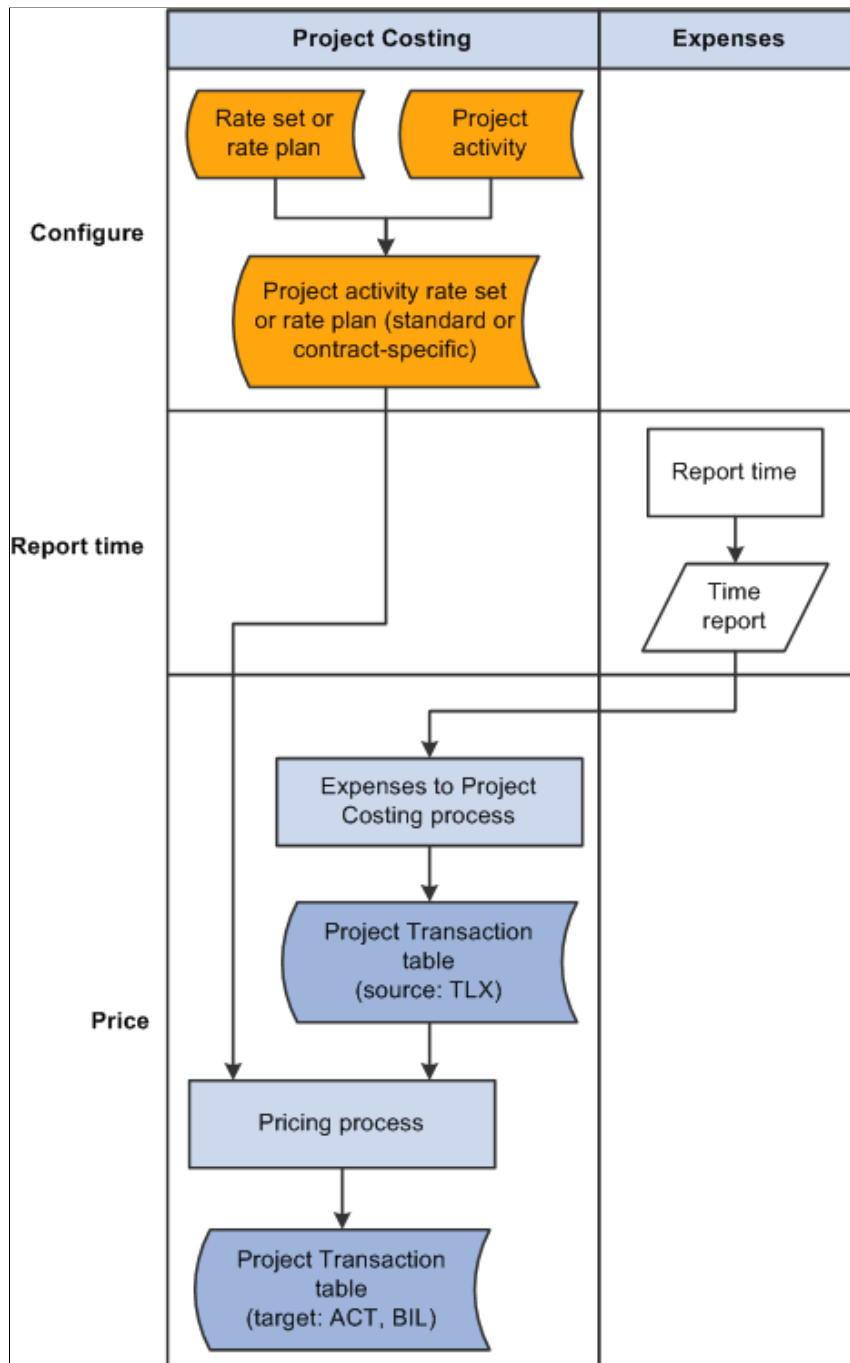 Project Costing
Expenses
Configure
Rate set or
rate plan
Project
activity
Project activity rate set
or rate plan (standard or
contract-specific)
Report time
Report time
Time
report
Price
Expenses to Project
Costing process
Project Transaction
table
(source: TLX)
Pricing process
Project Transaction
table
(target: ACT, BIL)